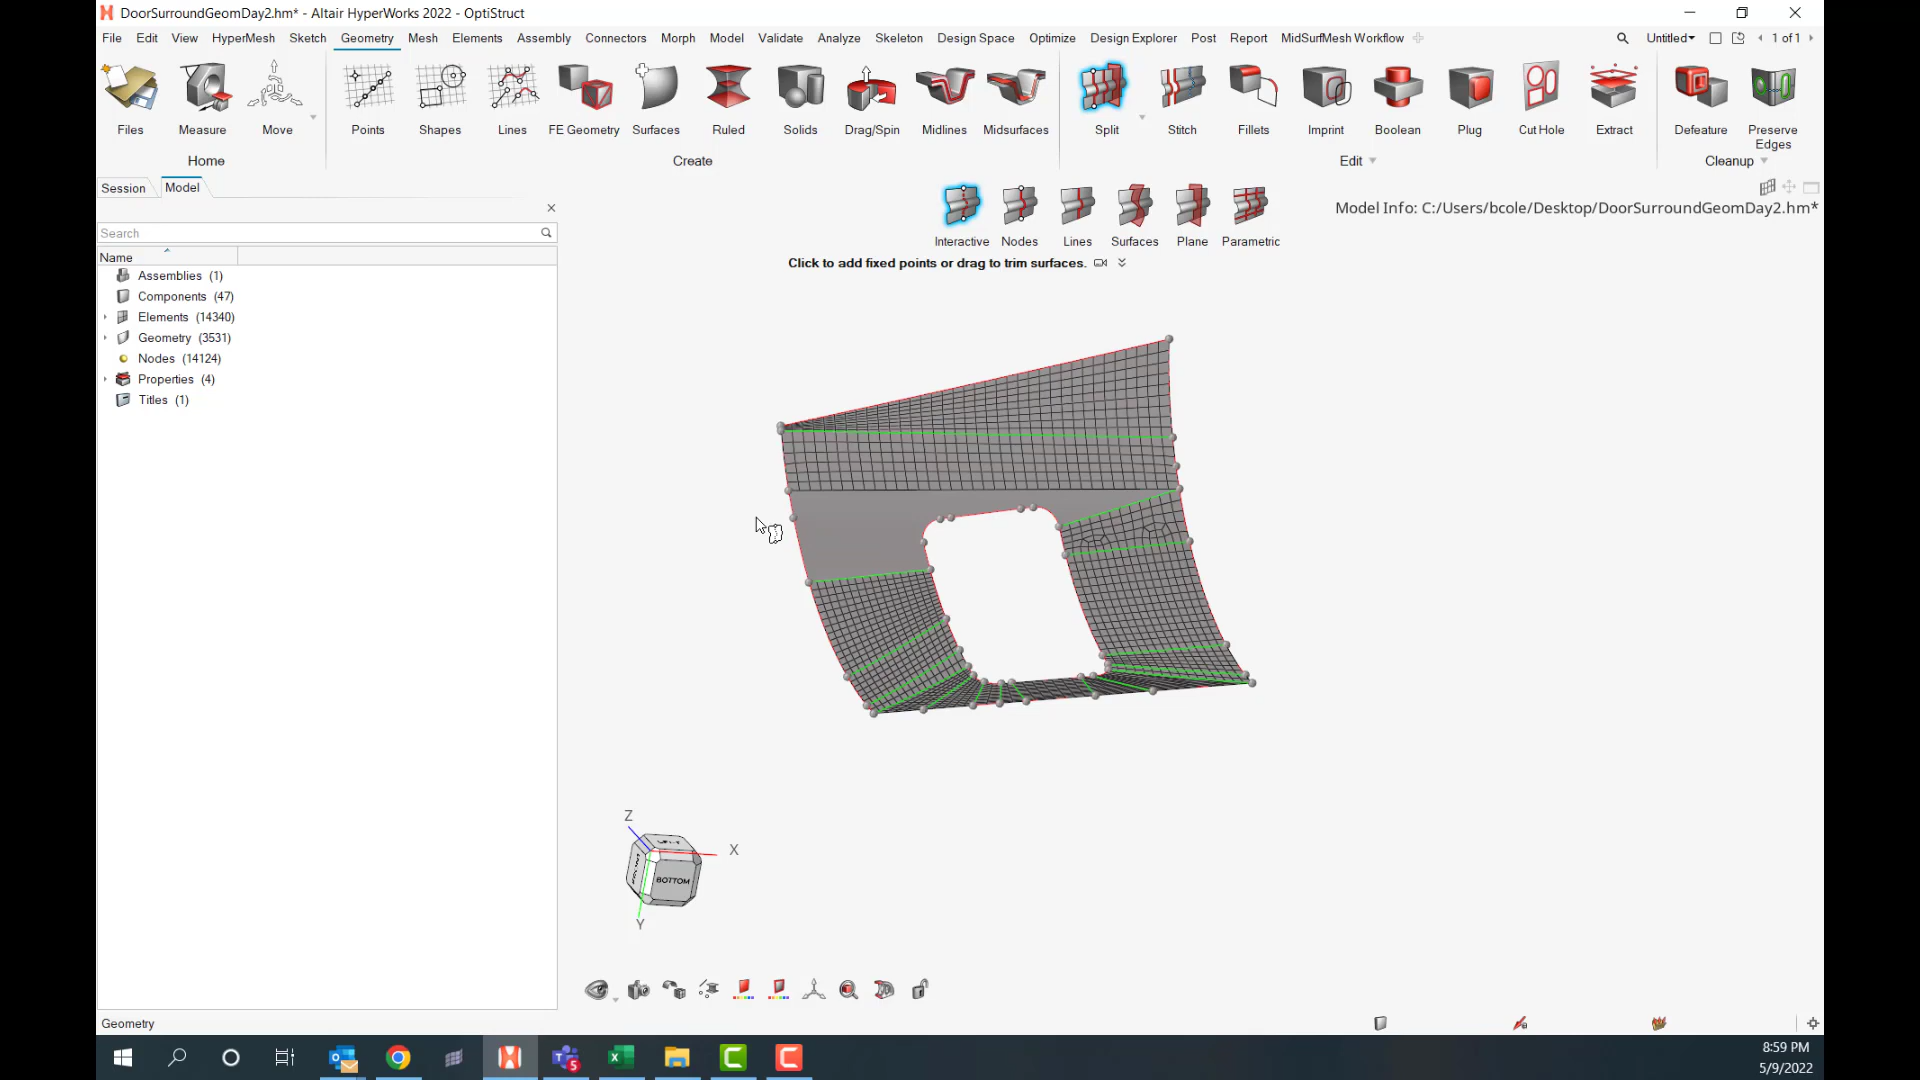 DoorSurroundGeomDay2.hm* - Altair HyperWorks 2022 - OptiStruct
File Edit View HyperMesh Sketch Geometry Mesh Elements Assembly Connectors Morph Model Validate Analyze Skeleton Design Space Optimize Design Explorer Post Report MidSurfMesh Workflow Untitled 1 of 1
Files Measure Move Points Shapes Lines FE Geometry Surfaces Ruled Solids Drag/Spin Midlines Midsurfaces Split Stitch Fillets Imprint Boolean Plug Cut Hole Extract Defeature Preserve Edges
Home Create Edit Cleanup
Session Model
Search
Name
Assemblies (1)
Components (47)
Elements (14340)
Geometry (3531)
Nodes (14124)
Properties (4)
Titles (1)
Interactive Nodes Lines Surfaces Plane Parametric
Click to add fixed points or drag to trim surfaces.
Model Info: C:/Users/bcole/Desktop/DoorSurroundGeomDay2.hm*
Z
X
BOTTOM
Y
Geometry
5
8:59 PM
5/9/2022